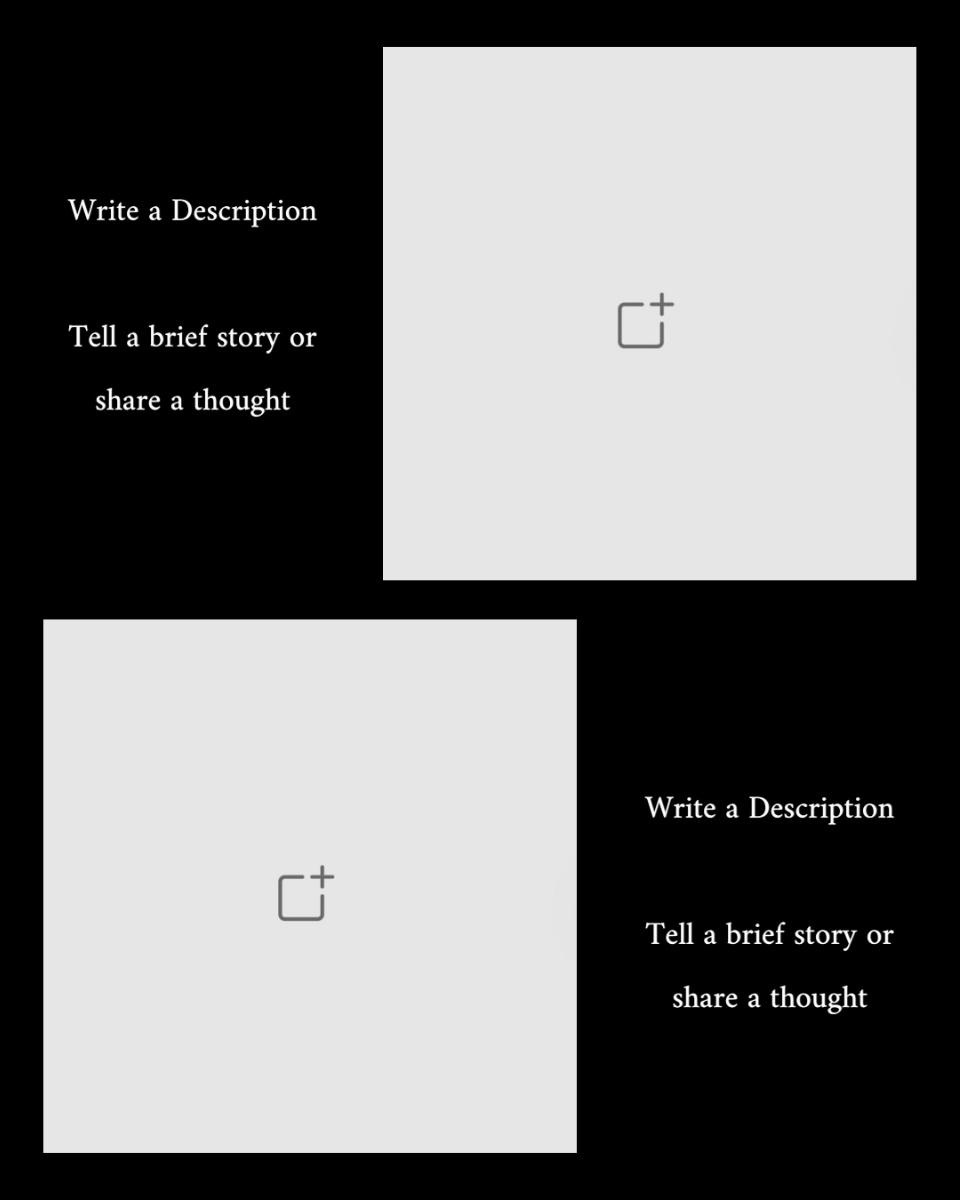 Write a Description
Tell a brief story or
share a thought
Write a Description
Tell a brief story or
share a thought